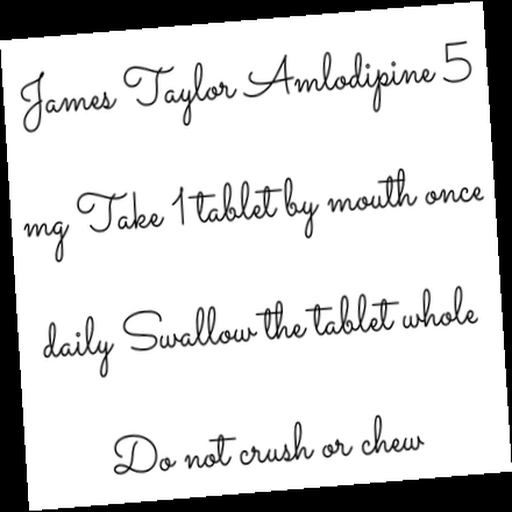 James Taylor Amlodipine 5
mg Take 1 tablet by mouth once
daily Swallow the tablet whole
Do not crush or chew